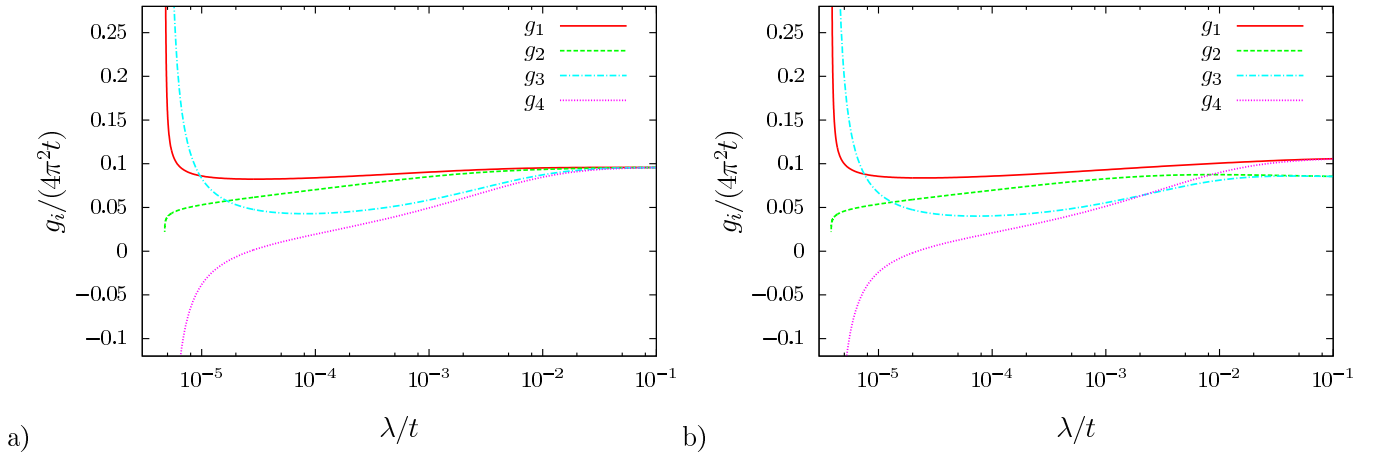 0.25
0.2
0.15
0.1
0.05
0
−0.05
−0.1
g_i/(4π²t)
g₁
g₂
g₃
g₄
10⁻⁵ 10⁻⁴ 10⁻³ 10⁻² 10⁻¹
λ/t
a)
0.25
0.2
0.15
0.1
0.05
0
−0.05
−0.1
g_i/(4π²t)
g₁
g₂
g₃
g₄
10⁻⁵ 10⁻⁴ 10⁻³ 10⁻² 10⁻¹
λ/t
b)